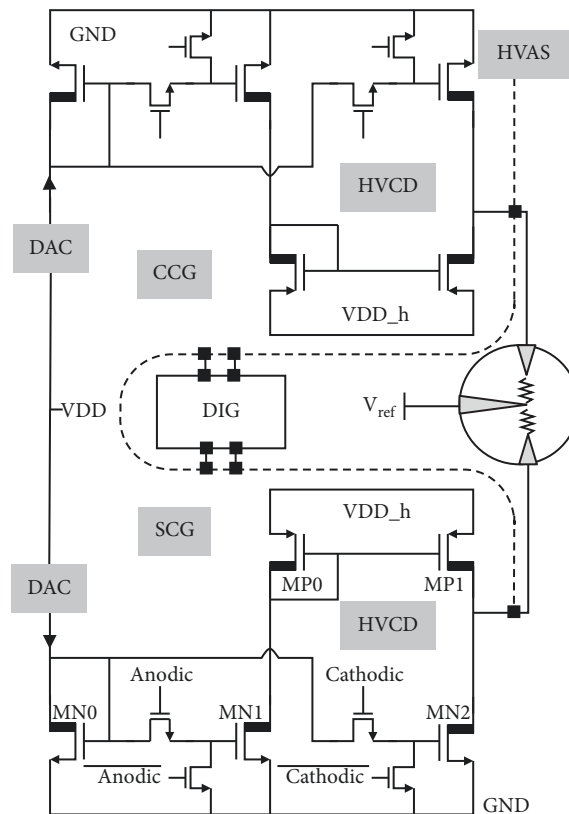 GND
HVAS
HVCD
DAC
CCG
VDD_h
VDD
DIG
Vref
VDD_h
SCG
MP0
MP1
DAC
HVCD
Anodic
Cathodic
MN0
MN1
MN2
Anodic
Cathodic
GND